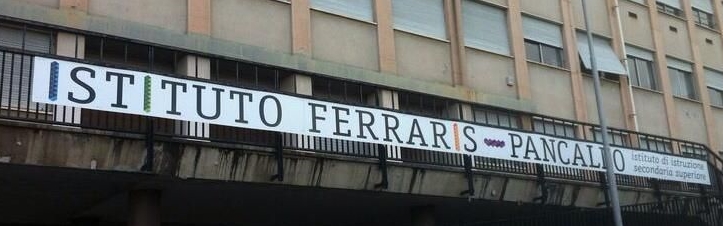 ISTITUTO FERRARIS - PANCALDO
istituto di istruzione
secondaria superiore